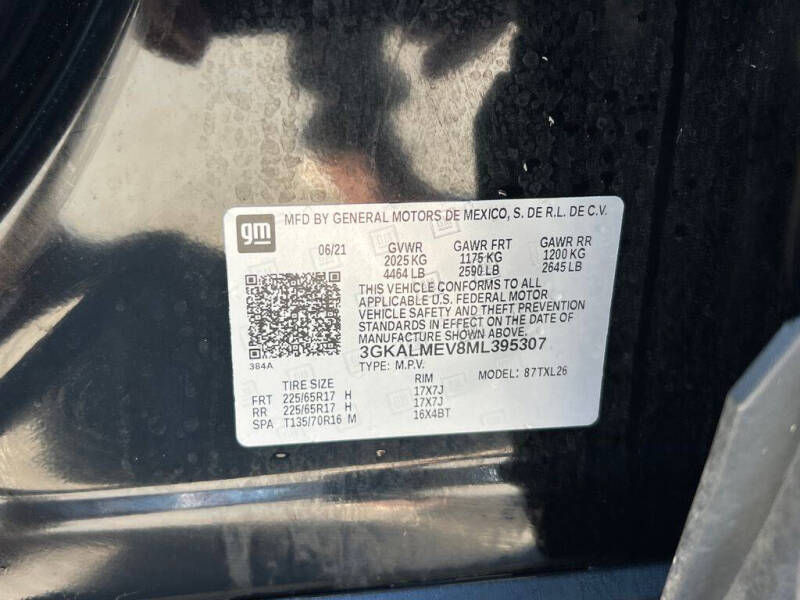 gm MFD BY GENERAL MOTORS DE MEXICO, S. DE R.L. DE C.V.
06/21 GVWR GAWR FRT GAWR RR
2025 KG 1175 KG 1200 KG
4464 LB 2590 LB 2645 LB
THIS VEHICLE CONFORMS TO ALL
APPLICABLE U.S. FEDERAL MOTOR
VEHICLE SAFETY AND THEFT PREVENTION
STANDARDS IN EFFECT ON THE DATE OF
MANUFACTURE SHOWN ABOVE.
3GKALMEV8ML395307
384A TYPE: M.P.V. MODEL: 87TXL26
TIRE SIZE RIM
FRT 225/65R17 H 17X7J
RR 225/65R17 H 17X7J
SPA T135/70R16 M 16X4BT